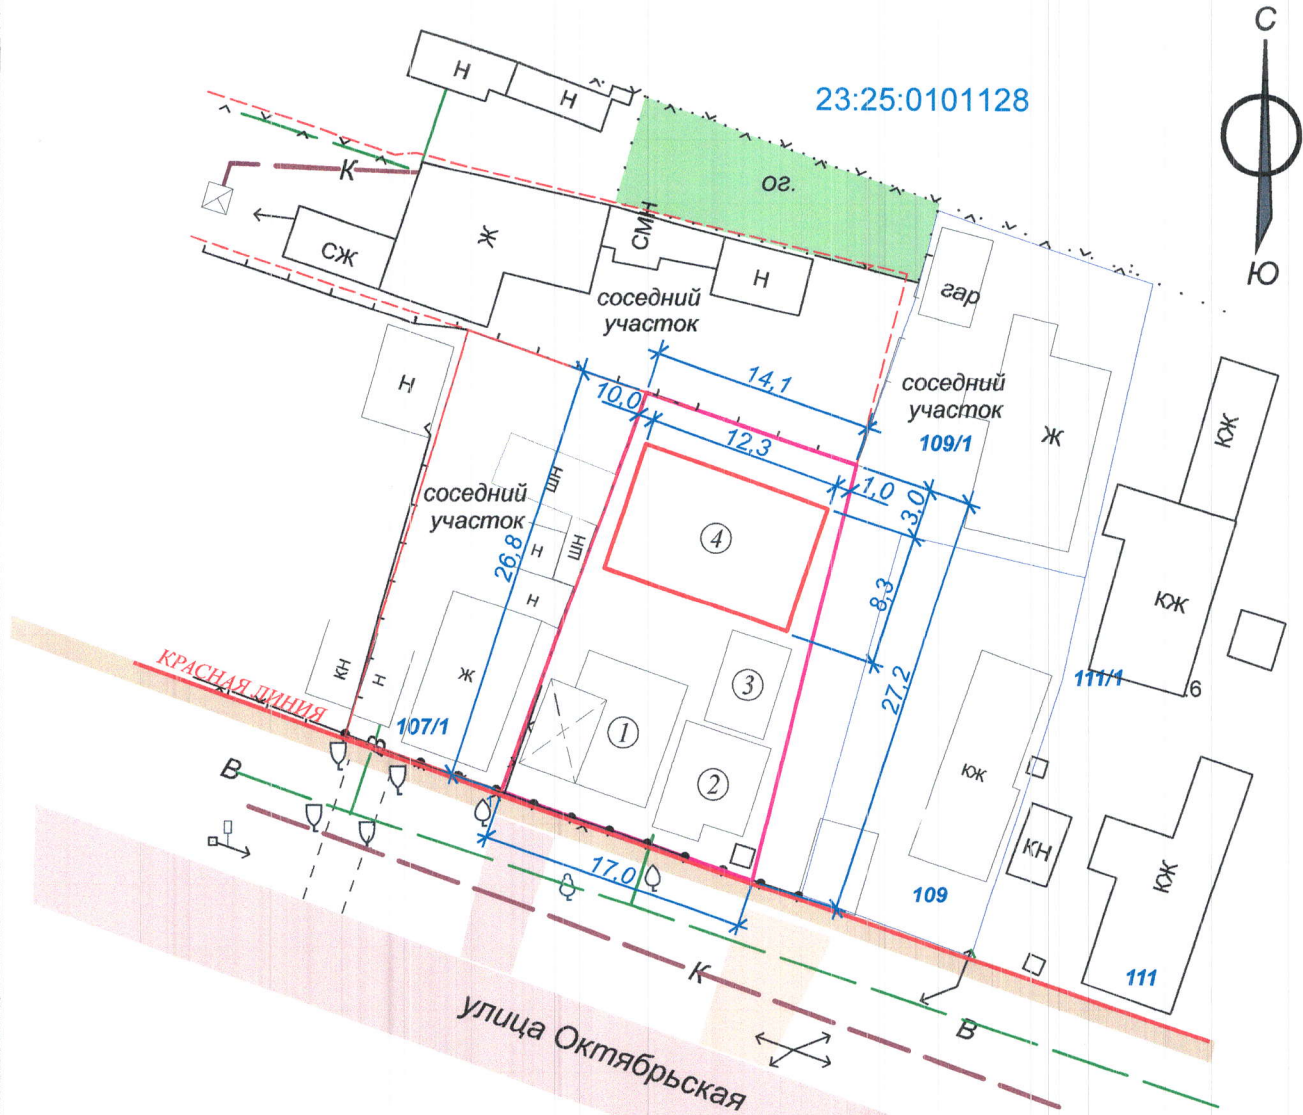 С
23:25:0101128
Н
Н
К
ог.
СМН
Ж
СЖ
Н
Ю
гар
соседний
участок
14,1
соседний
участок
Н
10,0
12,3
109/1
Ж
КЖ
ШН
1,0
3,0
соседний
участок
4
26,8
Н
ШН
8,3
Н
КЖ
КРАСНАЯ ЛИНИЯ
КН
Н
Ж
3
27,2
111/1
6
107/1
1
В
В
2
КЖ
КН
КЖ
17,0
109
К
111
улица Октябрьская
В